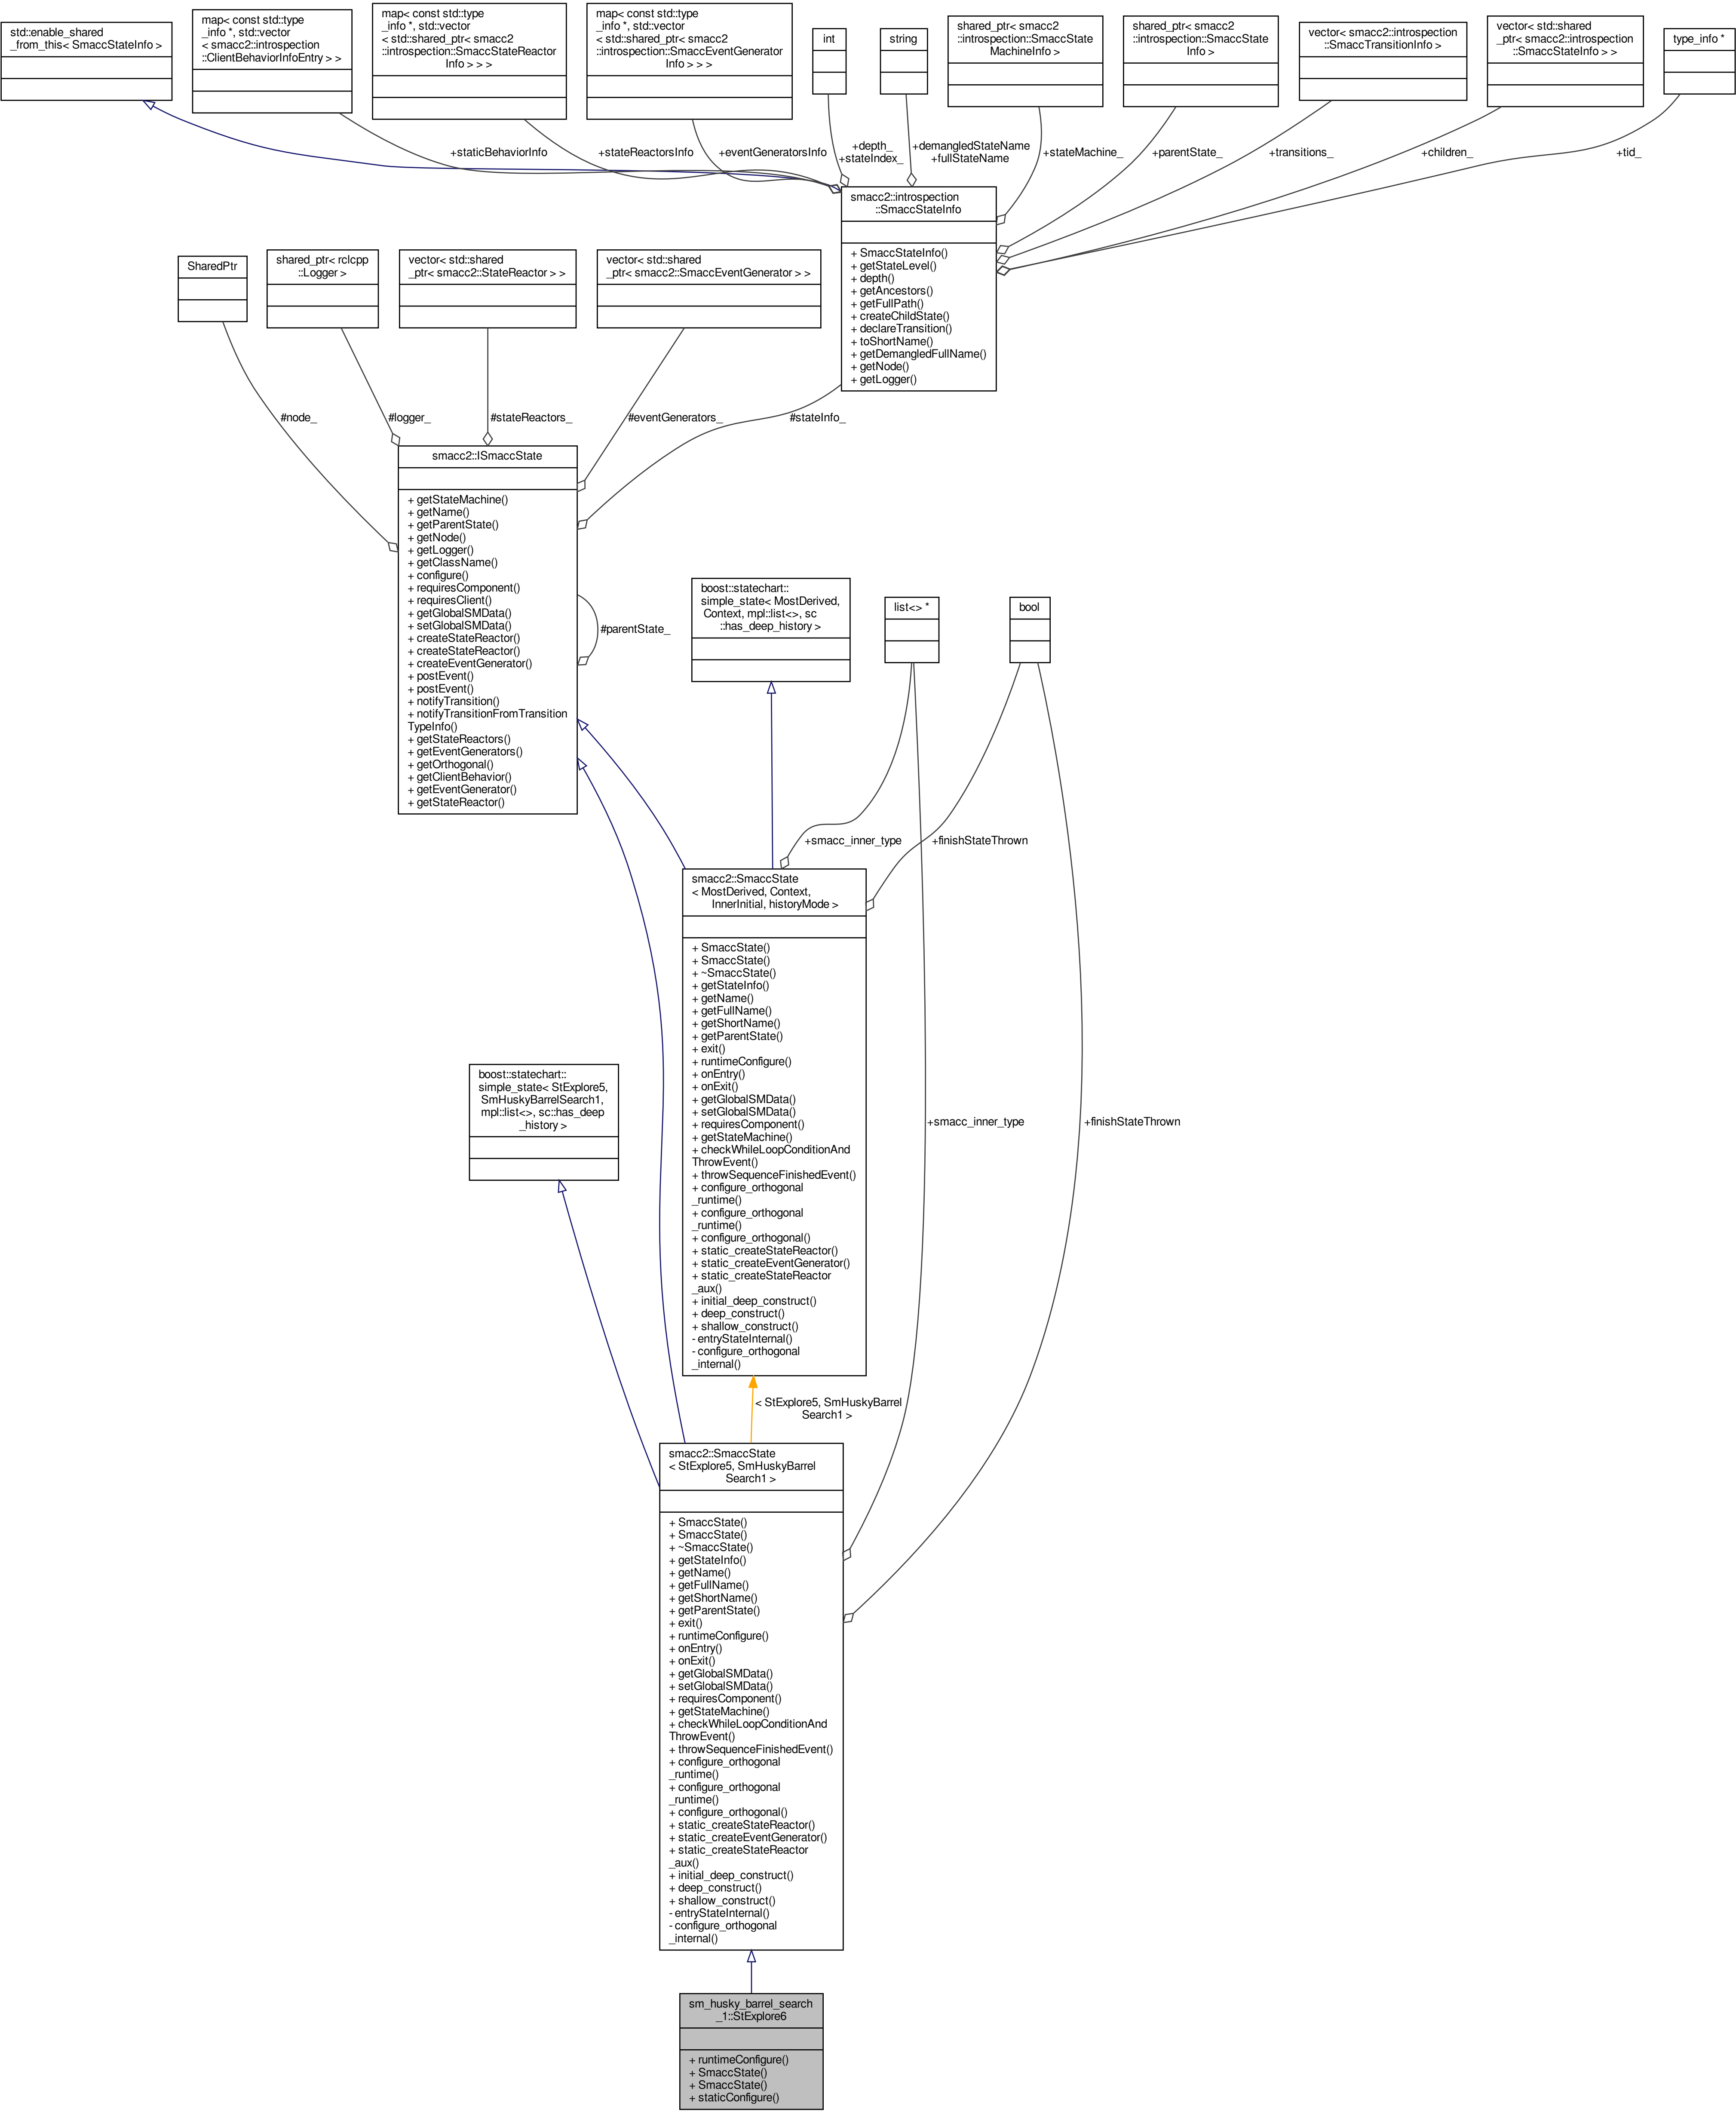 std::enable_shared
_from_this< SmaccStateInfo >
map< const std::type
_info *, std::vector
< smacc2::introspection
::ClientBehaviorInfoEntry > >
map< const std::type
_info *, std::vector
< std::shared_ptr< smacc2
::introspection::SmaccStateReactor
Info > > >
map< const std::type
_info *, std::vector
< std::shared_ptr< smacc2
::introspection::SmaccEventGenerator
Info > > >
int
string
shared_ptr< smacc2
::introspection::SmaccState
MachineInfo >
shared_ptr< smacc2
::introspection::SmaccState
Info >
vector< smacc2::introspection
::SmaccTransitionInfo >
vector< std::shared
_ptr< smacc2::introspection
::SmaccStateInfo > >
type_info *
+staticBehaviorInfo
+stateReactorsInfo
+eventGeneratorsInfo
+depth_
+stateIndex_
+demangledStateName
+fullStateName
+stateMachine_
+parentState_
+transitions_
+children_
+tid_
smacc2::introspection
::SmaccStateInfo
+ SmaccStateInfo()
+ getStateLevel()
+ depth()
+ getAncestors()
+ getFullPath()
+ createChildState()
+ declareTransition()
+ toShortName()
+ getDemangledFullName()
+ getNode()
+ getLogger()
SharedPtr
shared_ptr< rclcpp
::Logger >
vector< std::shared
_ptr< smacc2::StateReactor > >
vector< std::shared
_ptr< smacc2::SmaccEventGenerator > >
#node_
#logger_
#stateReactors_
#eventGenerators_
#stateInfo_
smacc2::ISmaccState
+ getStateMachine()
+ getName()
+ getParentState()
+ getNode()
+ getLogger()
+ getClassName()
+ configure()
+ requiresComponent()
+ requiresClient()
+ getGlobalSMData()
+ setGlobalSMData()
+ createStateReactor()
+ createStateReactor()
+ createEventGenerator()
+ postEvent()
+ postEvent()
+ notifyTransition()
+ notifyTransitionFromTransition
TypeInfo()
+ getStateReactors()
+ getEventGenerators()
+ getOrthogonal()
+ getClientBehavior()
+ getEventGenerator()
+ getStateReactor()
#parentState_
boost::statechart::
simple_state< MostDerived,
Context, mpl::list<>, sc
::has_deep_history >
list<> *
bool
+smacc_inner_type
+finishStateThrown
smacc2::SmaccState
< MostDerived, Context,
InnerInitial, historyMode >
+ SmaccState()
+ SmaccState()
+ ~SmaccState()
+ getStateInfo()
+ getName()
+ getFullName()
+ getShortName()
+ getParentState()
+ exit()
+ runtimeConfigure()
+ onEntry()
+ onExit()
+ getGlobalSMData()
+ setGlobalSMData()
+ requiresComponent()
+ getStateMachine()
+ checkWhileLoopConditionAnd
ThrowEvent()
+ throwSequenceFinishedEvent()
+ configure_orthogonal
_runtime()
+ configure_orthogonal
_runtime()
+ configure_orthogonal()
+ static_createStateReactor()
+ static_createEventGenerator()
+ static_createStateReactor
_aux()
+ initial_deep_construct()
+ deep_construct()
+ shallow_construct()
- entryStateInternal()
- configure_orthogonal
_internal()
boost::statechart::
simple_state< StExplore5,
SmHuskyBarrelSearch1,
mpl::list<>, sc::has_deep
_history >
+smacc_inner_type
+finishStateThrown
< StExplore5, SmHuskyBarrel
Search1 >
smacc2::SmaccState
< StExplore5, SmHuskyBarrel
Search1 >
+ SmaccState()
+ SmaccState()
+ ~SmaccState()
+ getStateInfo()
+ getName()
+ getFullName()
+ getShortName()
+ getParentState()
+ exit()
+ runtimeConfigure()
+ onEntry()
+ onExit()
+ getGlobalSMData()
+ setGlobalSMData()
+ requiresComponent()
+ getStateMachine()
+ checkWhileLoopConditionAnd
ThrowEvent()
+ throwSequenceFinishedEvent()
+ configure_orthogonal
_runtime()
+ configure_orthogonal
_runtime()
+ configure_orthogonal()
+ static_createStateReactor()
+ static_createEventGenerator()
+ static_createStateReactor
_aux()
+ initial_deep_construct()
+ deep_construct()
+ shallow_construct()
- entryStateInternal()
- configure_orthogonal
_internal()
sm_husky_barrel_search
_1::StExplore6
+ runtimeConfigure()
+ SmaccState()
+ SmaccState()
+ staticConfigure()